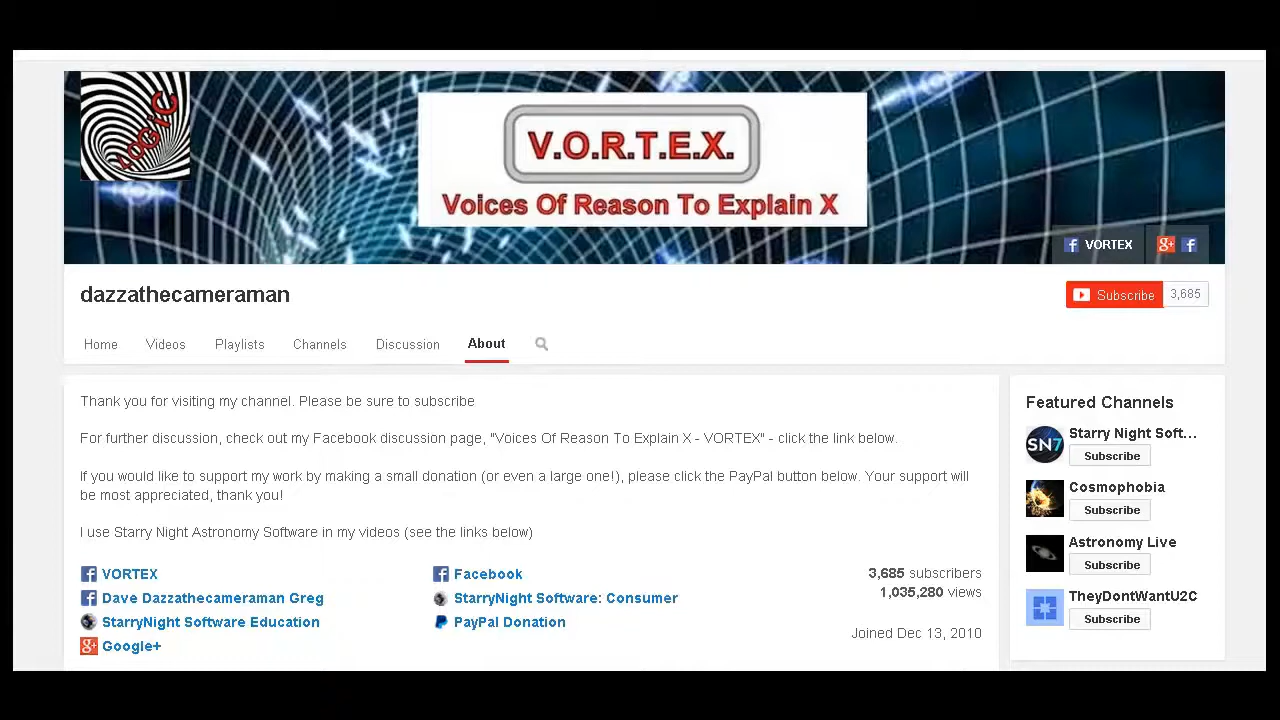 LOGIC
V.O.R.T.E.X.
Voices Of Reason To Explain X
VORTEX
dazzathecameraman
Subscribe 3,685
Home Videos Playlists Channels Discussion About
Thank you for visiting my channel. Please be sure to subscribe
For further discussion, check out my Facebook discussion page, "Voices Of Reason To Explain X - VORTEX" - click the link below.
If you would like to support my work by making a small donation (or even a large one!), please click the PayPal button below. Your support will
be most appreciated, thank you!
I use Starry Night Astronomy Software in my videos (see the links below)
VORTEX
Facebook
Dave Dazzathecameraman Greg
StarryNight Software: Consumer
StarryNight Software Education
PayPal Donation
Google+
3,685 subscribers
1,035,280 views
Joined Dec 13, 2010
Featured Channels
SN7
Starry Night Soft...
Subscribe
Cosmophobia
Subscribe
Astronomy Live
Subscribe
TheyDontWantU2C
Subscribe